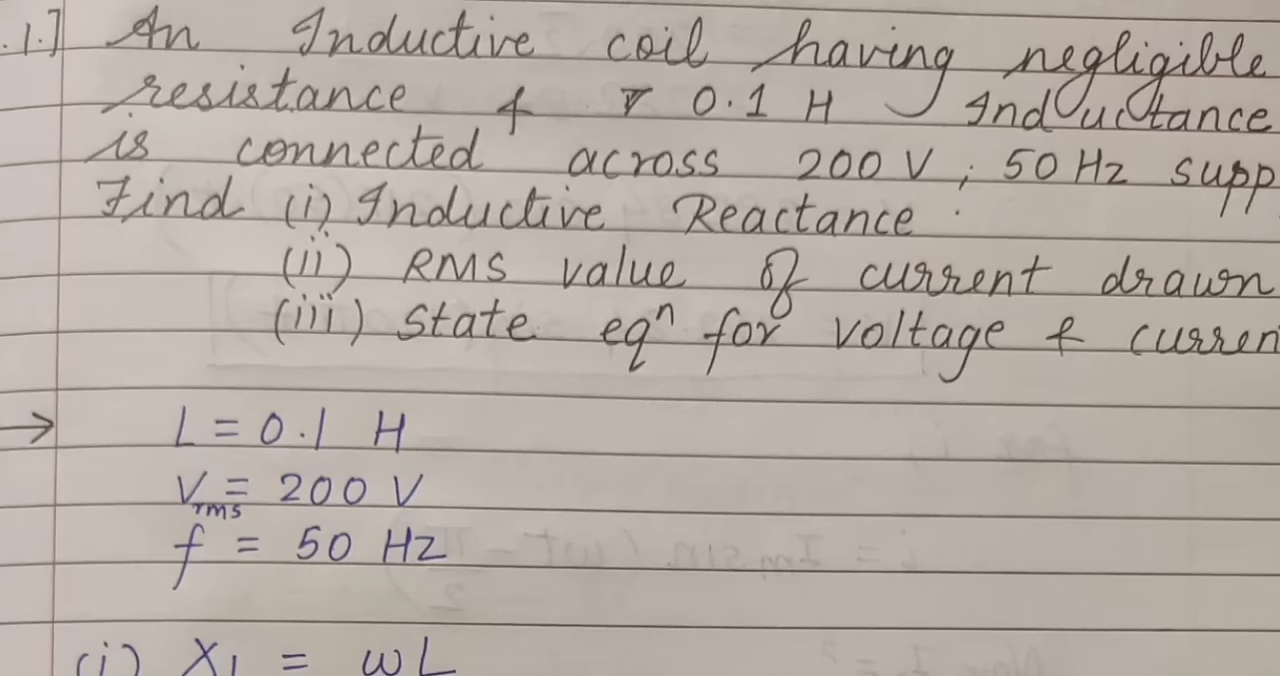 .1.] An Inductive coil having negligible
resistance & 0.1 H Inductance
is connected across 200 V, 50 Hz supp
Find (i) Inductive Reactance.
(ii) RMS value of current drawn
(iii) State eqⁿ for voltage & curren
→ L = 0.1 H
Vrms = 200 V
f = 50 Hz
(i) XL = ωL